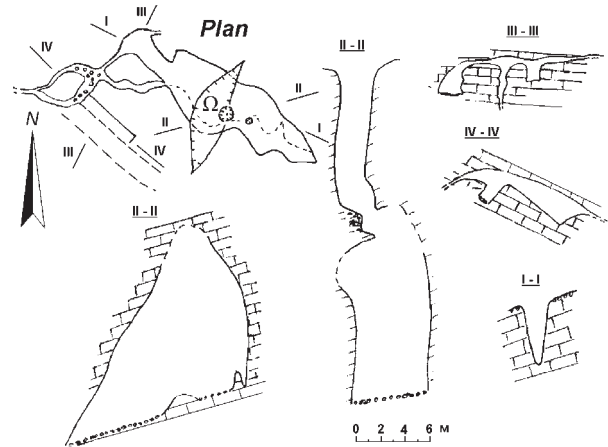 Plan
I
III
IV
II
Ω
II
I
IV
III
N
II - II
II - II
III - III
IV - IV
I - I
0 2 4 6 м